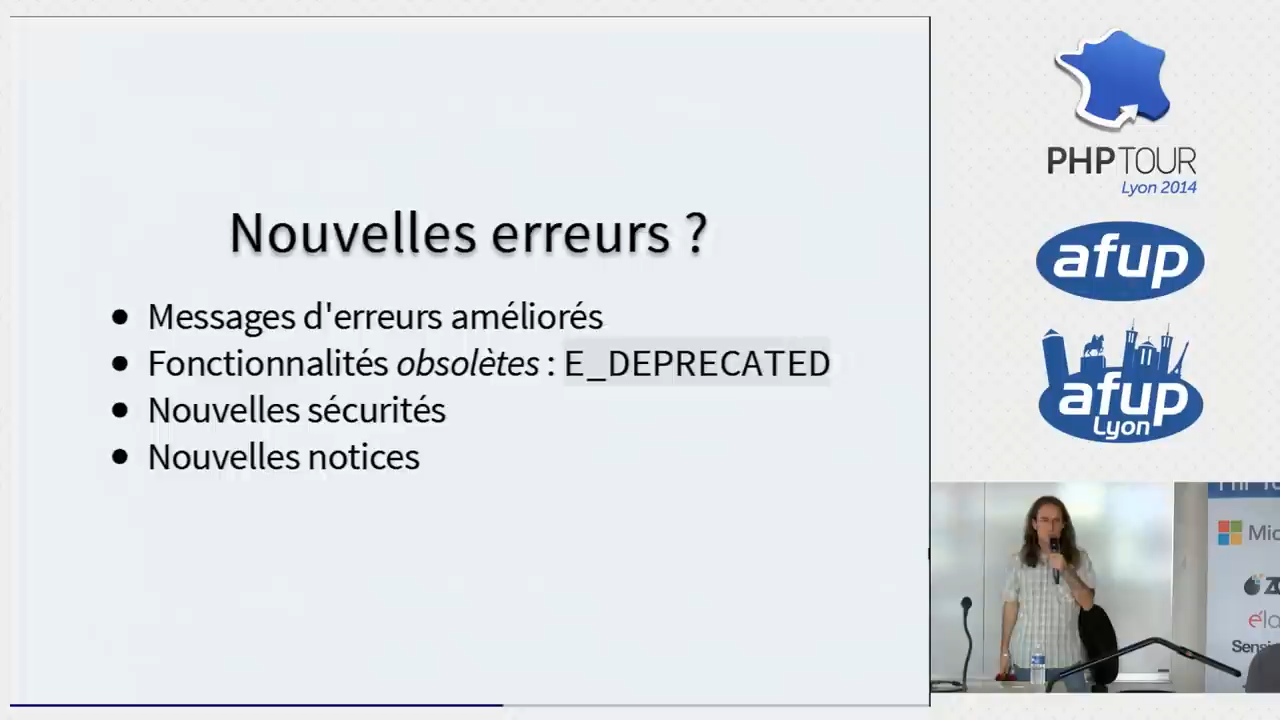 Nouvelles erreurs ?
Messages d'erreurs améliorés
Fonctionnalités obsolètes : E_DEPRECATED
Nouvelles sécurités
Nouvelles notices
PHP TOUR
Lyon 2014
afup
afup
Lyon